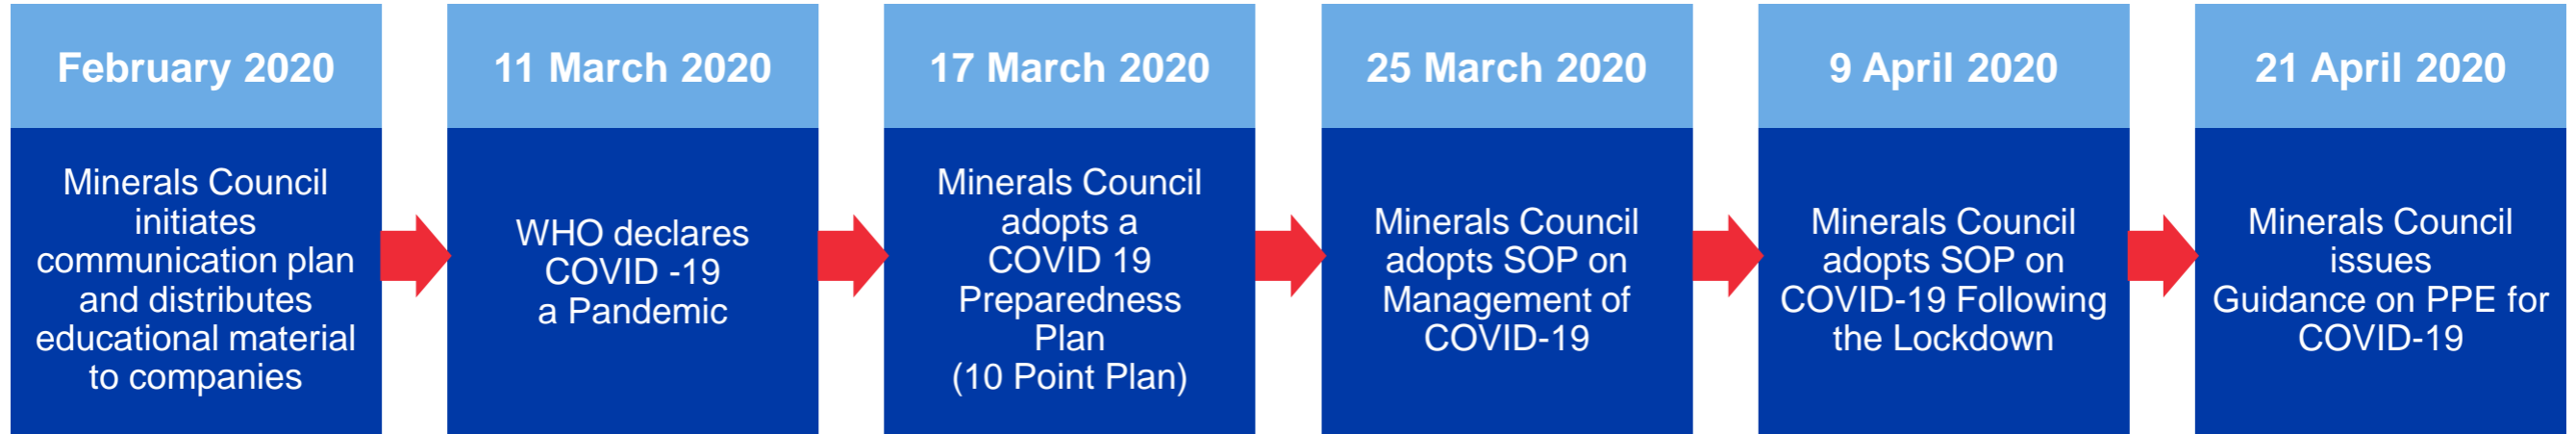 February 2020
Minerals Council
initiates
communication plan
and distributes
educational material
to companies
11 March 2020
WHO declares
COVID -19
a Pandemic
17 March 2020
Minerals Council
adopts a
COVID 19
Preparedness
Plan
(10 Point Plan)
25 March 2020
Minerals Council
adopts SOP on
Management of
COVID-19
9 April 2020
Minerals Council
adopts SOP on
COVID-19 Following
the Lockdown
21 April 2020
Minerals Council
issues
Guidance on PPE for
COVID-19